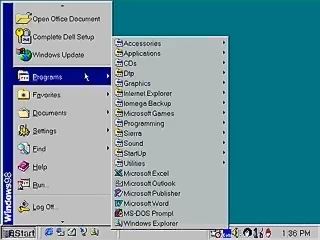 Open Office Document
Complete Dell Setup
Windows Update
Programs
Favorites
Documents
Settings
Find
Help
Run...
Log Off...
Windows98
Accessories
Applications
CDs
Dtp
Graphics
Internet Explorer
Iomega Backup
Microsoft Games
Programming
Sierra
Sound
StartUp
Utilities
Microsoft Excel
Microsoft Outlook
Microsoft Publisher
Microsoft Word
MS-DOS Prompt
Windows Explorer
Start
1:36 PM